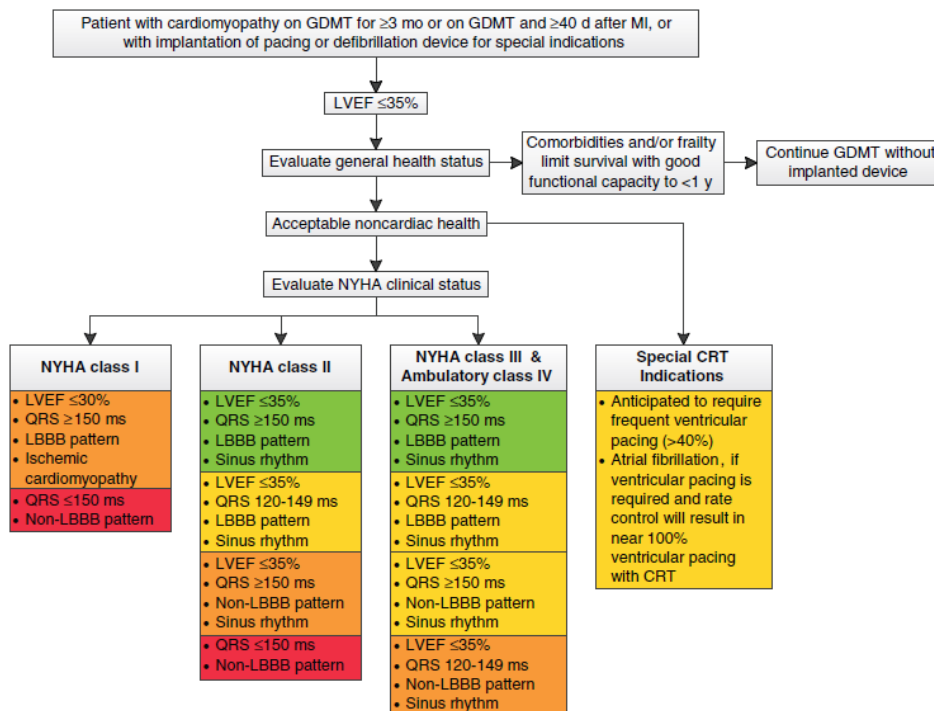 Patient with cardiomyopathy on GDMT for ≥3 mo or on GDMT and ≥40 d after MI, or
with implantation of pacing or defibrillation device for special indications
LVEF ≤35%
Evaluate general health status
Comorbidities and/or frailty
limit survival with good
functional capacity to <1 y
Continue GDMT without
implanted device
Acceptable noncardiac health
Evaluate NYHA clinical status
NYHA class I
• LVEF ≤30%
• QRS ≥150 ms
• LBBB pattern
• Ischemic
cardiomyopathy
• QRS ≤150 ms
• Non-LBBB pattern
NYHA class II
• LVEF ≤35%
• QRS ≥150 ms
• LBBB pattern
• Sinus rhythm
• LVEF ≤35%
• QRS 120-149 ms
• LBBB pattern
• Sinus rhythm
• LVEF ≤35%
• QRS ≥150 ms
• Non-LBBB pattern
• Sinus rhythm
• QRS ≤150 ms
• Non-LBBB pattern
NYHA class III &
Ambulatory class IV
• LVEF ≤35%
• QRS ≥150 ms
• LBBB pattern
• Sinus rhythm
• LVEF ≤35%
• QRS 120-149 ms
• LBBB pattern
• Sinus rhythm
• LVEF ≤35%
• QRS ≥150 ms
• Non-LBBB pattern
• Sinus rhythm
• LVEF ≤35%
• QRS 120-149 ms
• Non-LBBB pattern
• Sinus rhythm
Special CRT
Indications
• Anticipated to require
frequent ventricular
pacing (>40%)
• Atrial fibrillation, if
ventricular pacing is
required and rate
control will result in
near 100%
ventricular pacing
with CRT